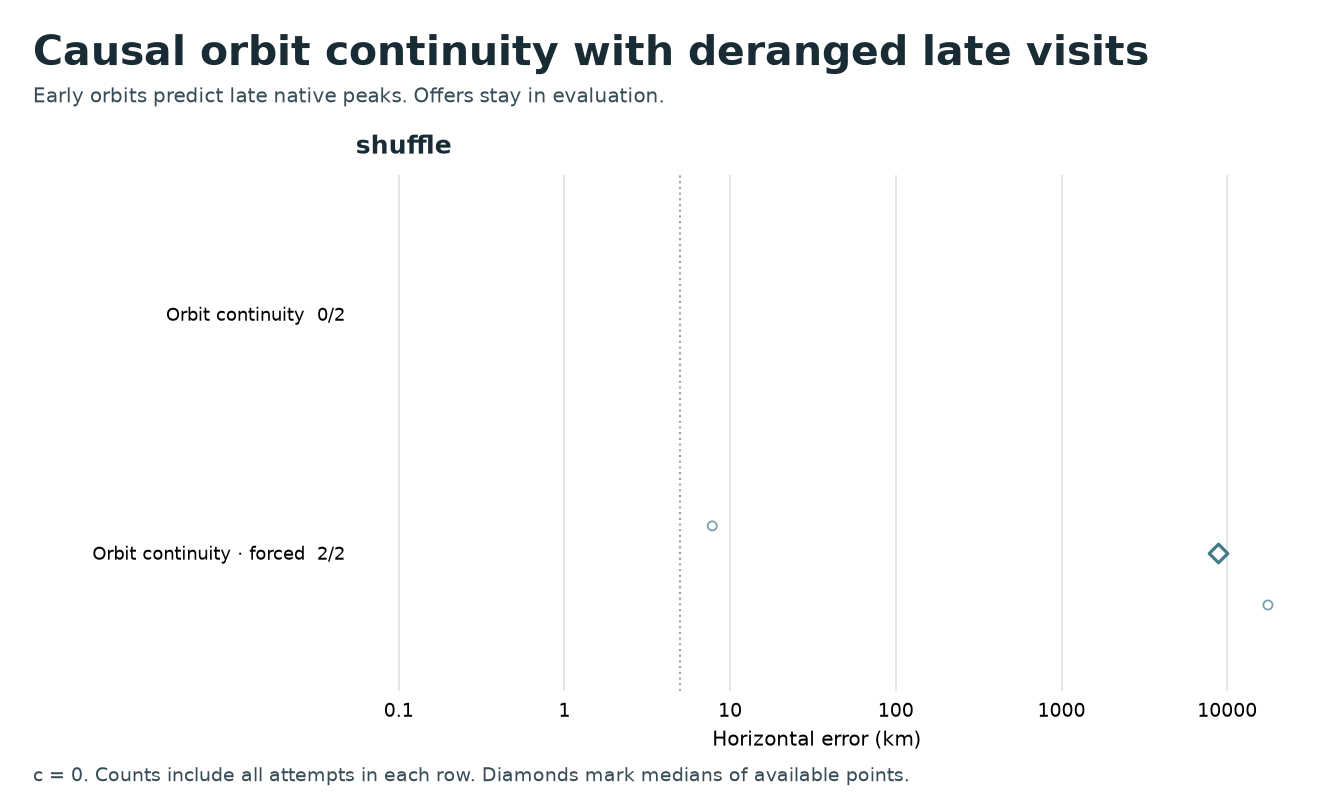 Causal orbit continuity with deranged late visits
Early orbits predict late native peaks. Offers stay in evaluation.
shuffle
Orbit continuity  0/2
Orbit continuity · forced  2/2
0.1 1 10 100 1000 10000
Horizontal error (km)
c = 0. Counts include all attempts in each row. Diamonds mark medians of available points.